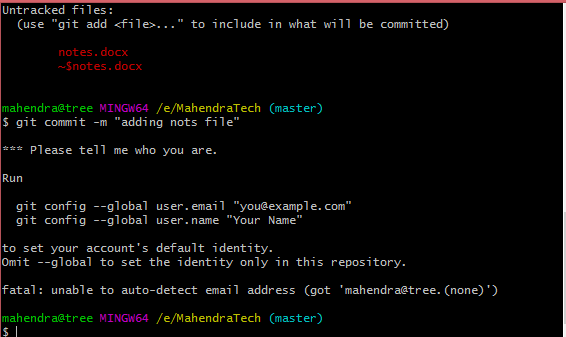 Untracked files:
  (use "git add <file>..." to include in what will be committed)
        notes.docx
        ~$notes.docx
mahendra@tree MINGW64 /e/MahendraTech (master)
$ git commit -m "adding nots file"
*** Please tell me who you are.
Run
  git config --global user.email "you@example.com"
  git config --global user.name "Your Name"
to set your account's default identity.
Omit --global to set the identity only in this repository.
fatal: unable to auto-detect email address (got 'mahendra@tree.(none)')
mahendra@tree MINGW64 /e/MahendraTech (master)
$